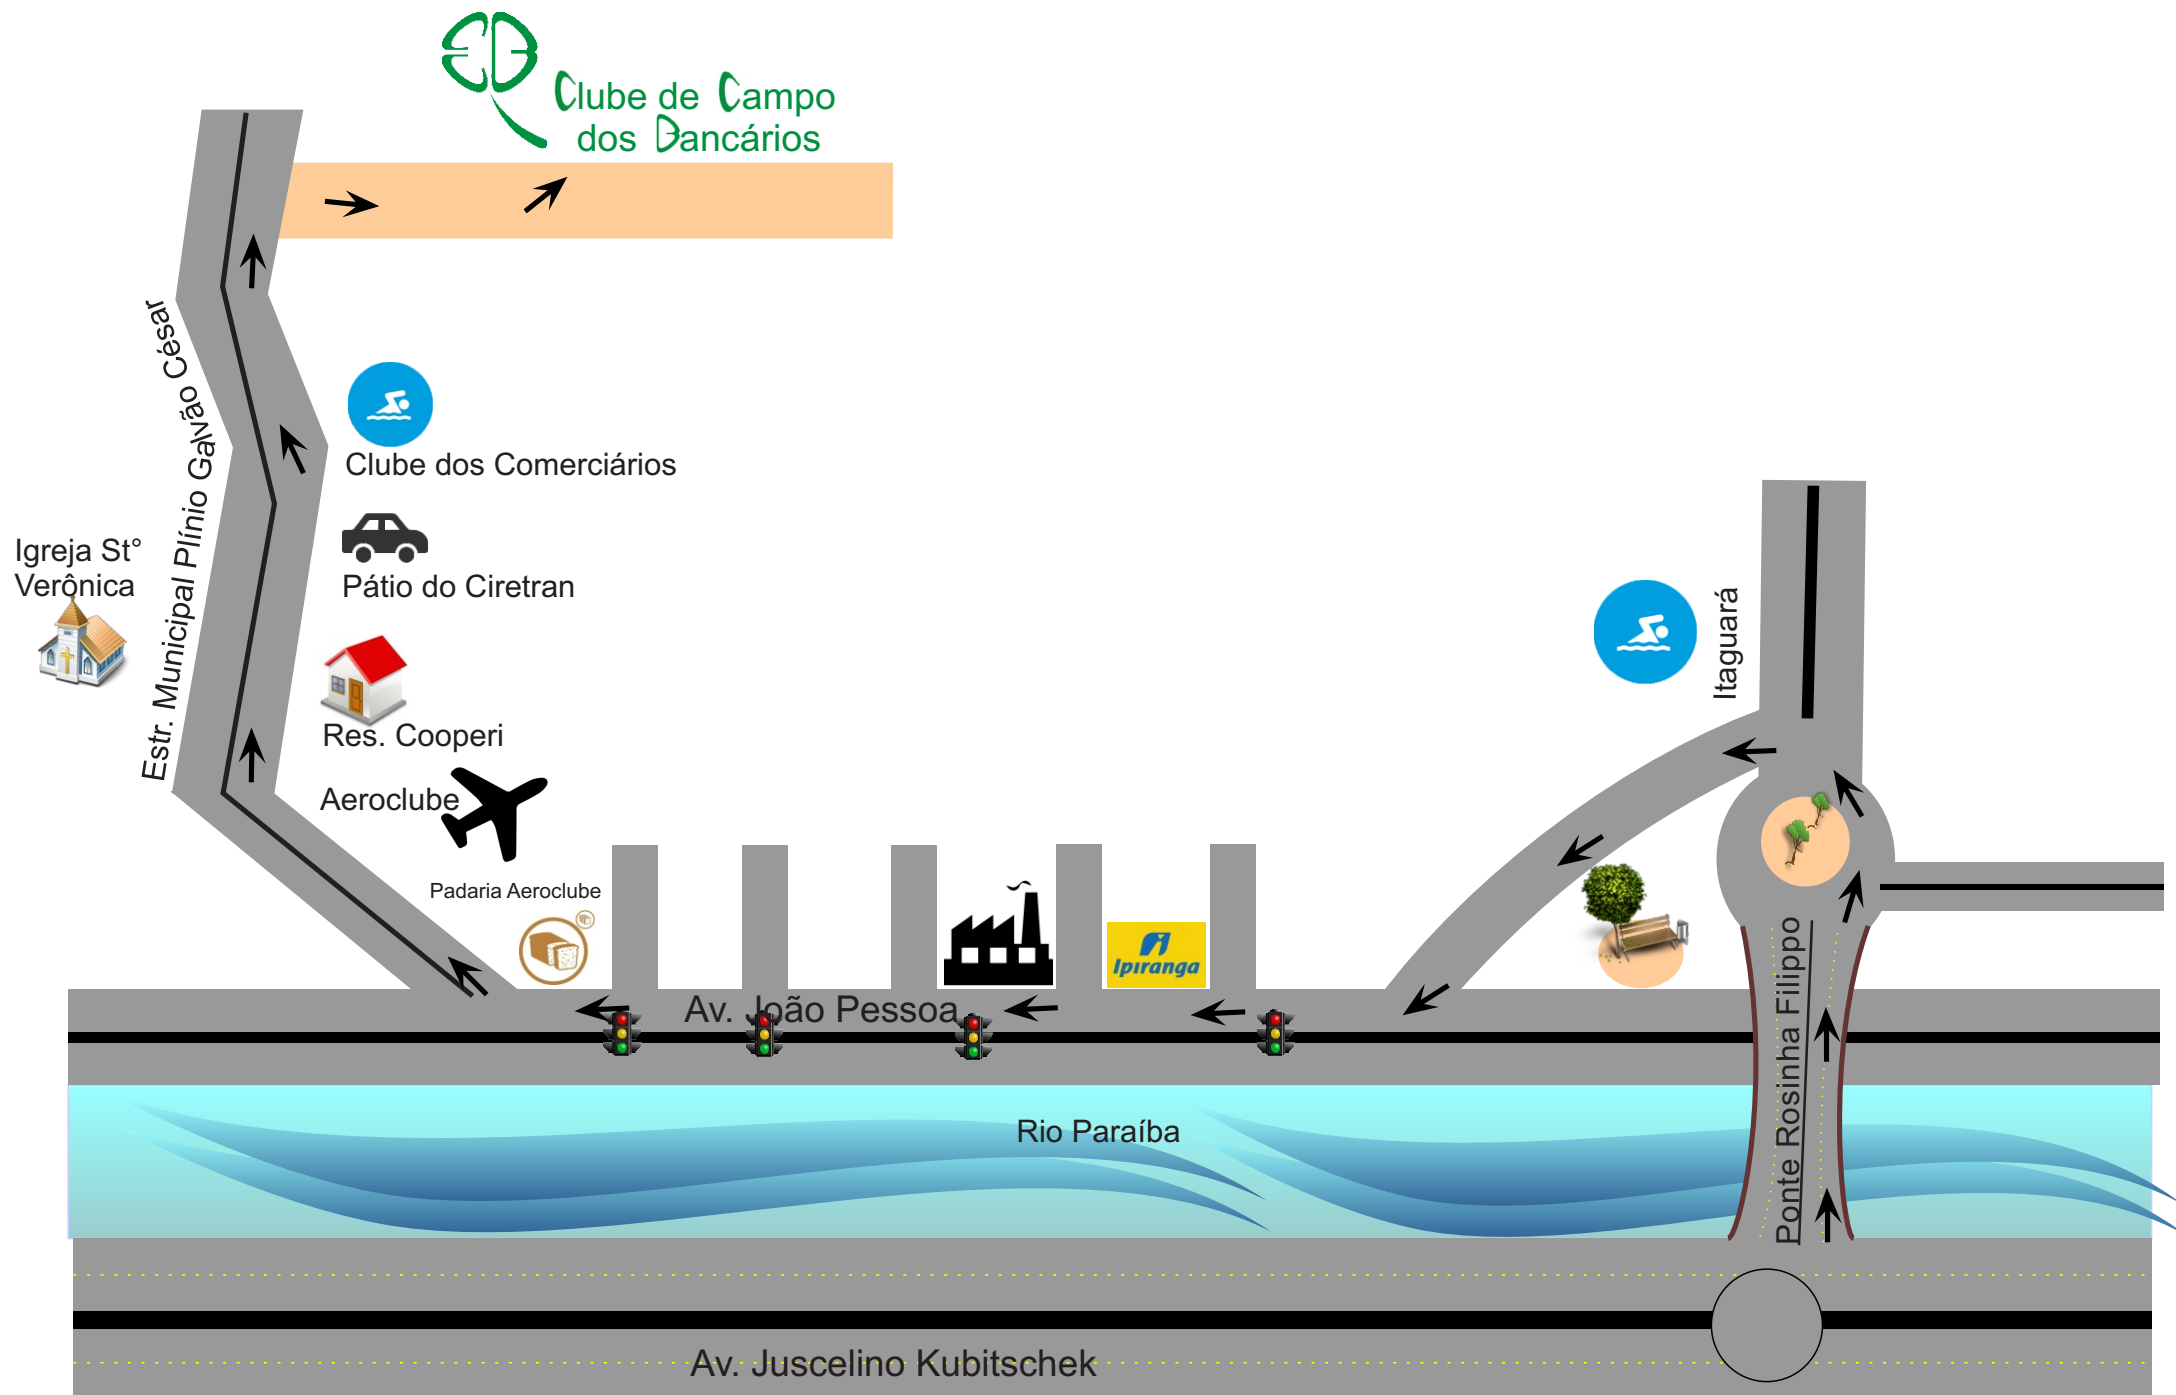 Clube de Campo
dos Bancários
Estr. Municipal Plínio Galvão César
Clube dos Comerciários
Igreja St°
Verônica
Pátio do Ciretran
Itaguará
Res. Cooperi
Aeroclube
Padaria Aeroclube
Ipiranga
Av. João Pessoa
Ponte Rosinha Filippo
Rio Paraíba
Av. Juscelino Kubitschek